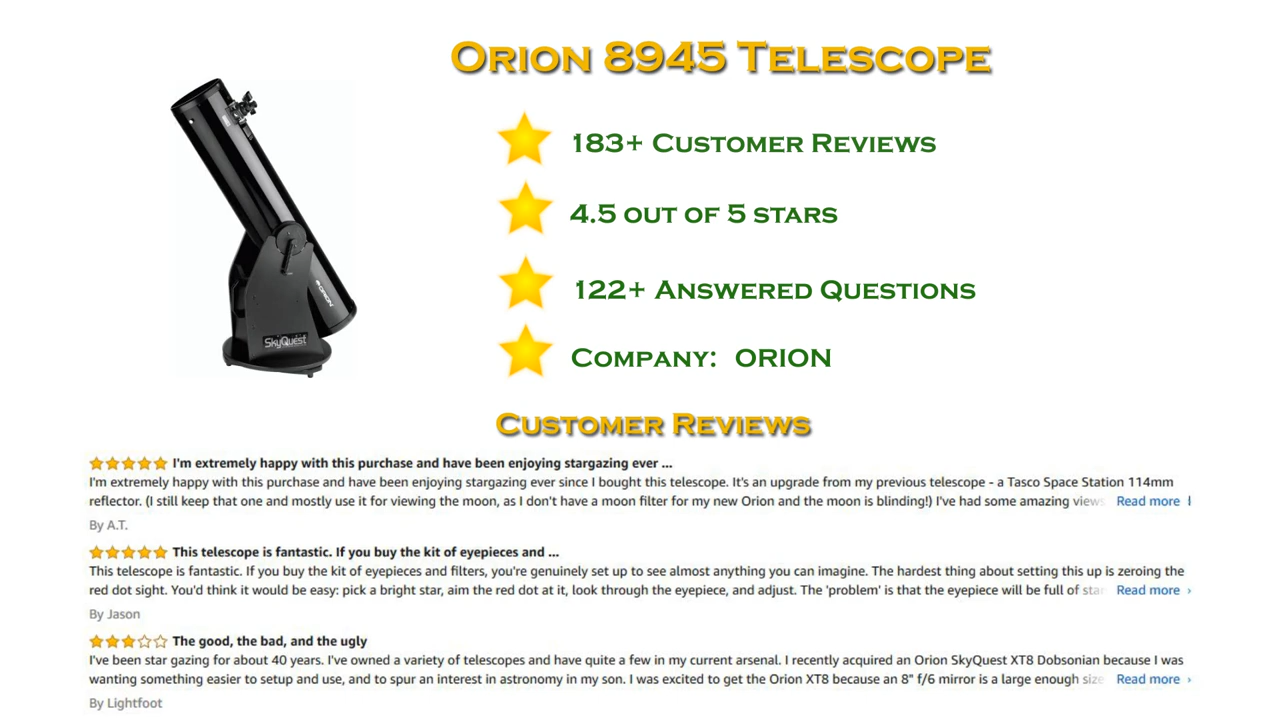 ORION 8945 TELESCOPE
183+ CUSTOMER REVIEWS
4.5 OUT OF 5 STARS
122+ ANSWERED QUESTIONS
COMPANY: ORION
ORION
SkyQuest
CUSTOMER REVIEWS
I'm extremely happy with this purchase and have been enjoying stargazing ever ...
I'm extremely happy with this purchase and have been enjoying stargazing ever since I bought this telescope. It's an upgrade from my previous telescope - a Tasco Space Station 114mm
reflector. (I still keep that one and mostly use it for viewing the moon, as I don't have a moon filter for my new Orion and the moon is blinding!) I've had some amazing views Read more
By A.T.
This telescope is fantastic. If you buy the kit of eyepieces and ...
This telescope is fantastic. If you buy the kit of eyepieces and filters, you're genuinely set up to see almost anything you can imagine. The hardest thing about setting this up is zeroing the
red dot sight. You'd think it would be easy: pick a bright star, aim the red dot at it, look through the eyepiece, and adjust. The 'problem' is that the eyepiece will be full of Read more ›
By Jason
The good, the bad, and the ugly
I've been star gazing for about 40 years. I've owned a variety of telescopes and have quite a few in my current arsenal. I recently acquired an Orion SkyQuest XT8 Dobsonian because I was
wanting something easier to setup and use, and to spur an interest in astronomy in my son. I was excited to get the Orion XT8 because an 8" f/6 mirror is a large enough size Read more ›
By Lightfoot